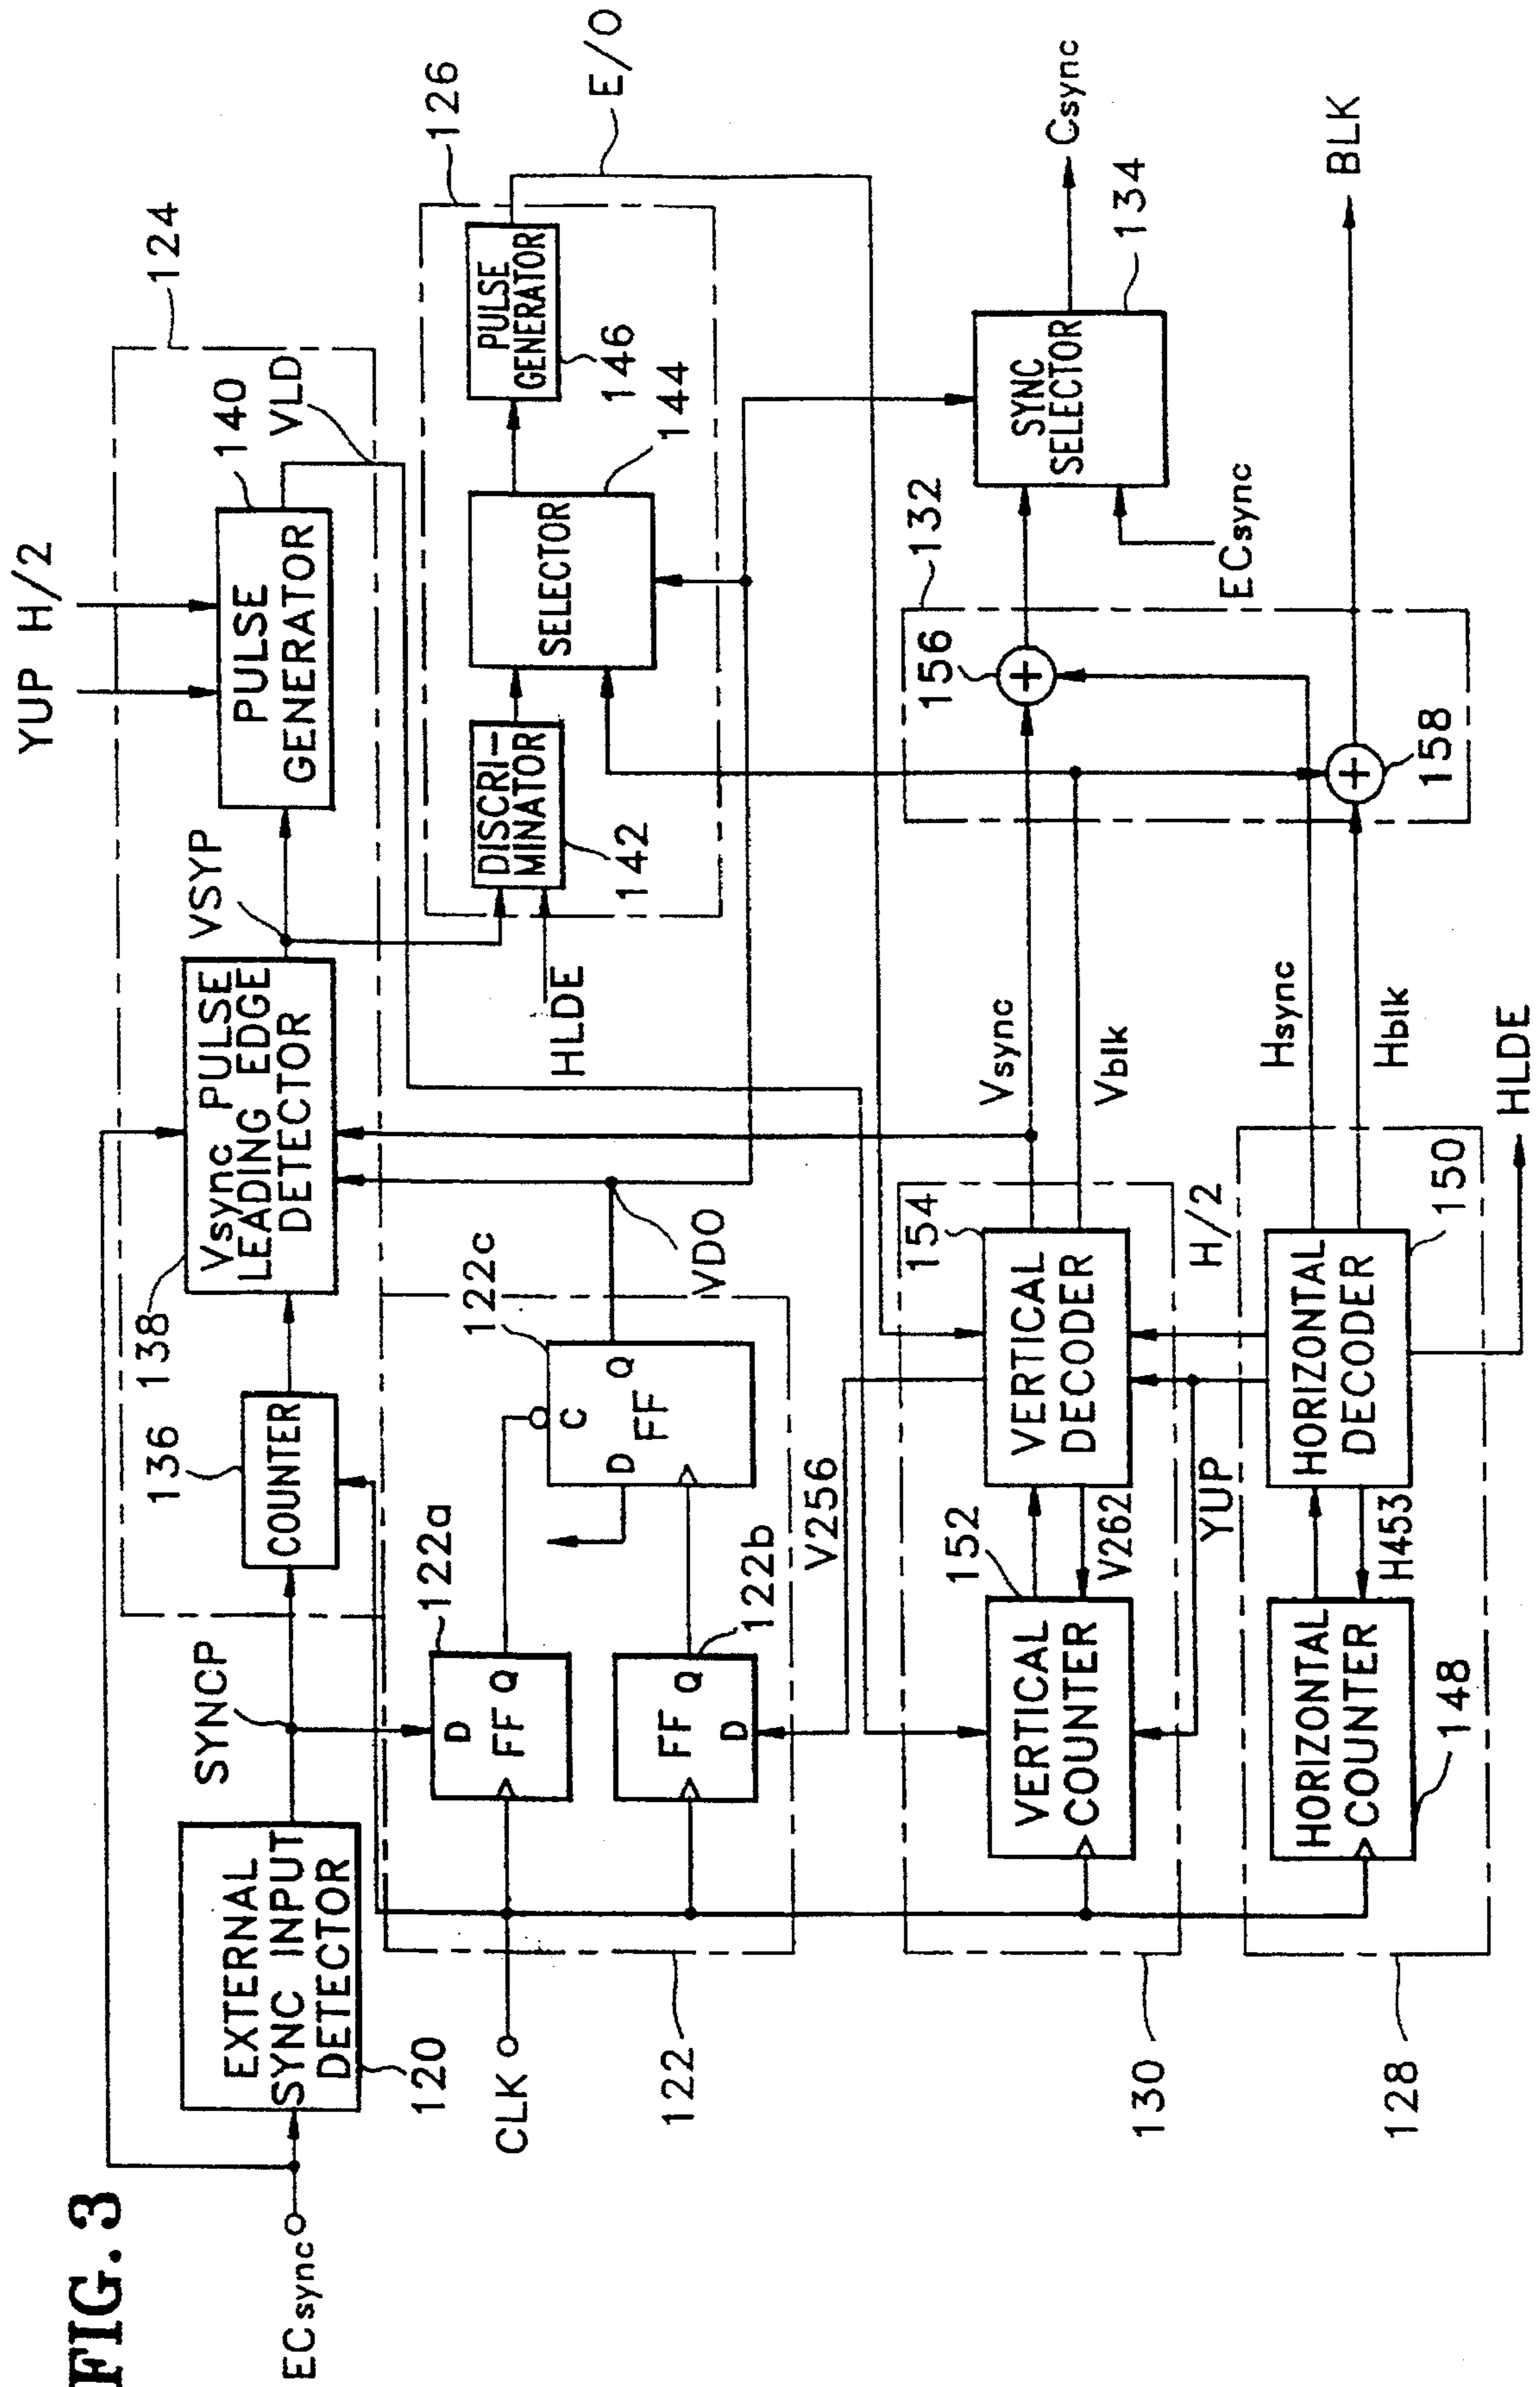 FIG. 3
ECsync
EXTERNAL
SYNC INPUT
DETECTOR
120
SYNCP
136
COUNTER
138
Vsync PULSE
LEADING EDGE
DETECTOR
VSYP
YUP
H/2
PULSE
GENERATOR
140
VLD
124
CLK
122
122a
D
FF
Q
122b
FF
Q
D
122c
C
D
FF
Q
VDO
HLDE
DISCRI-
MINATOR
142
SELECTOR
144
PULSE
GENERATOR
146
126
E/O
V256
130
VERTICAL
COUNTER
152
V262
VERTICAL
DECODER
154
YUP
H/2
Vsync
Vblk
128
HORIZONTAL
COUNTER
148
H453
HORIZONTAL
DECODER
150
HLDE
Hsync
Hblk
132
156
+
158
+
ECsync
SYNC
SELECTOR
134
Csync
BLK